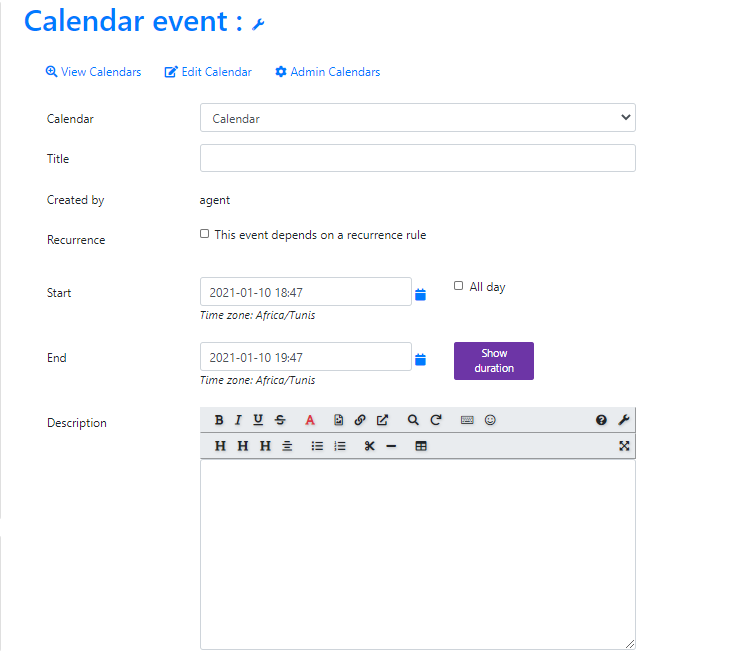 Calendar event :
View Calendars Edit Calendar Admin Calendars
Calendar Calendar
Title
Created by agent
Recurrence This event depends on a recurrence rule
Start 2021-01-10 18:47 All day
Time zone: Africa/Tunis
End 2021-01-10 19:47 Show duration
Time zone: Africa/Tunis
Description B I U S A
H H H